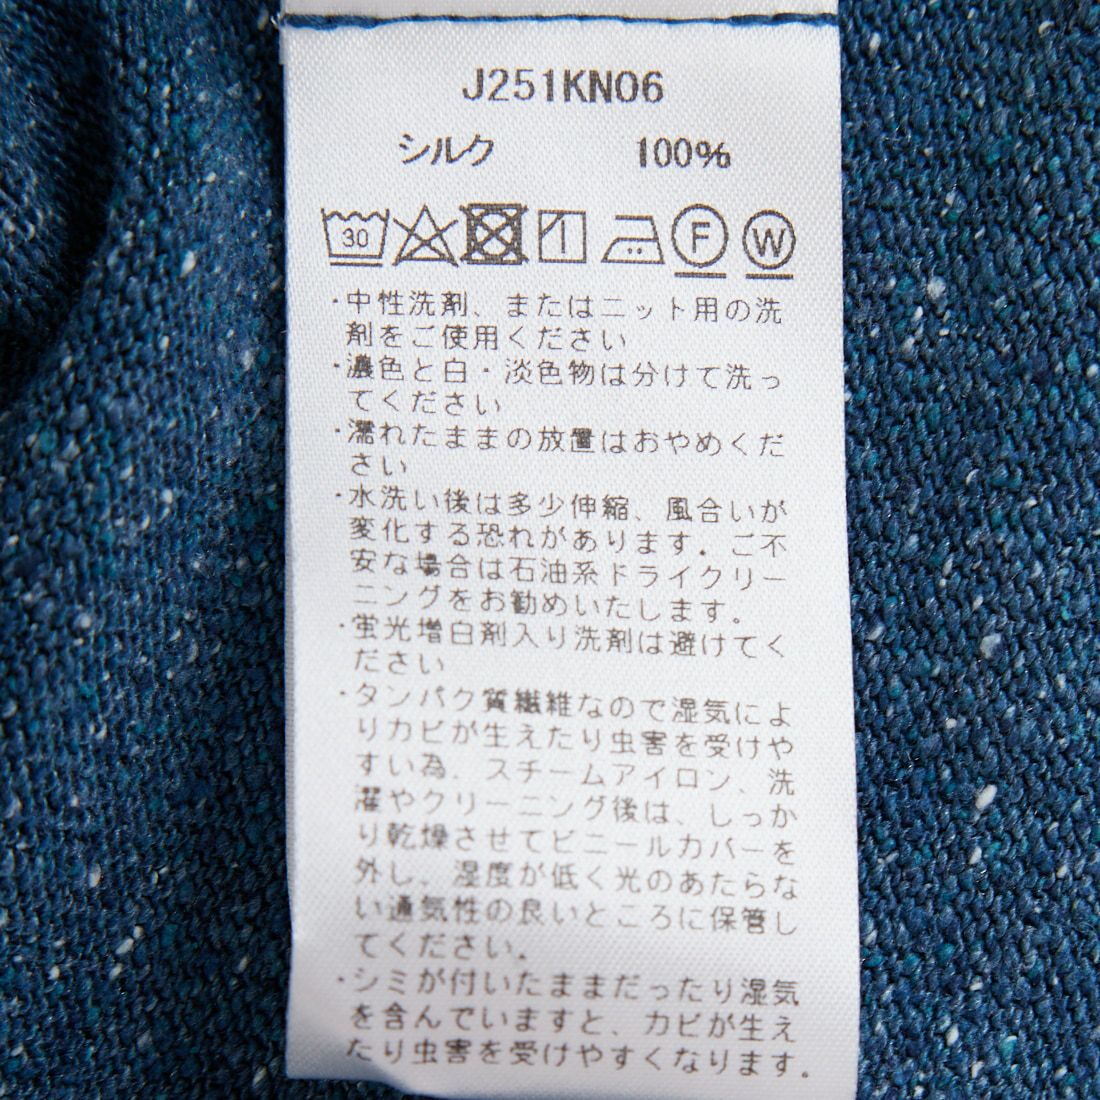 J251KN06
シルク 100%
30 F W
・中性洗剤、またはニット用の洗
剤をご使用ください
・濃色と白・淡色物は分けて洗っ
てください
・濡れたままの放置はおやめくだ
さい
・水洗い後は多少伸縮、風合いが
変化する恐れがあります。ご不
安な場合は石油系ドライクリー
ニングをお勧めいたします。
・蛍光増白剤入り洗剤は避けてく
ださい
・タンパク質繊維なので湿気によ
りカビが生えたり虫害を受けや
すい為、スチームアイロン、洗
濯やクリーニング後は、しっか
り乾燥させてビニールカバーを
外し、湿度が低く光のあたらな
い通気性の良いところに保管し
てください。
・シミが付いたままだったり湿気
を含んでいますと、カビが生え
たり虫害を受けやすくなります。